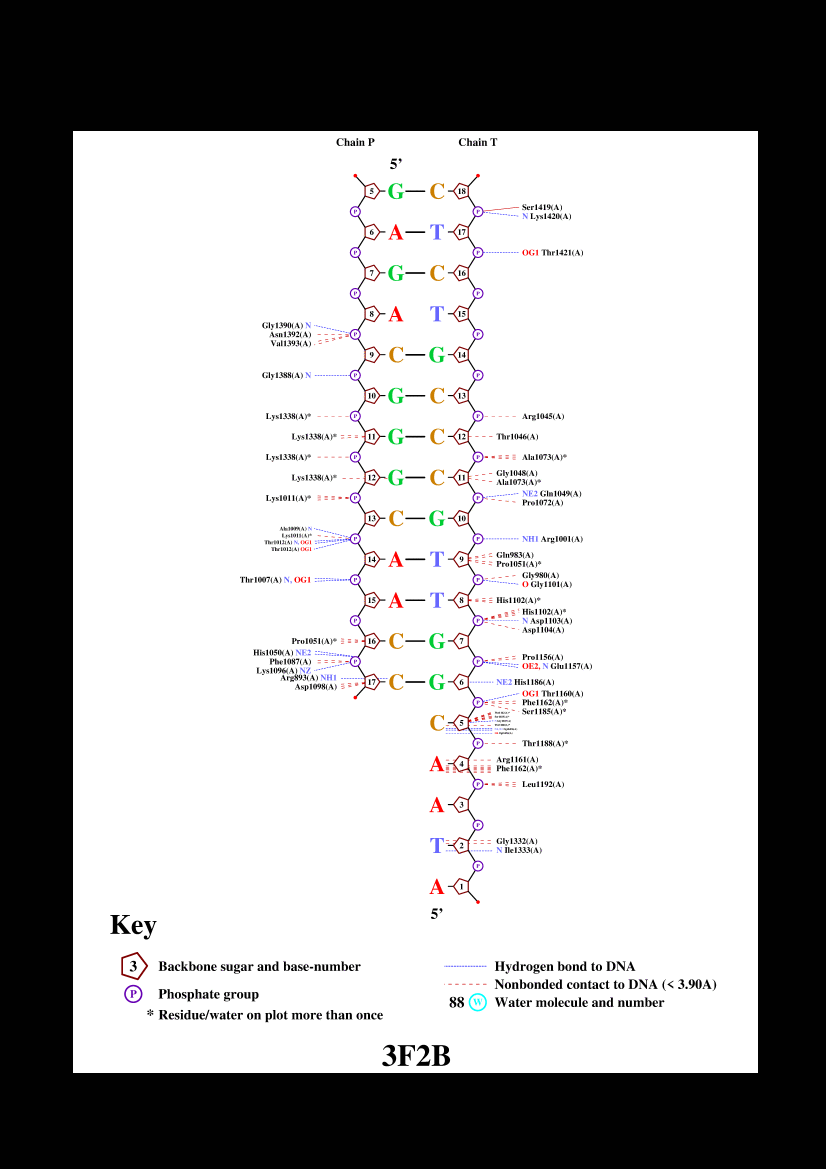 Chain P Chain T
5’
5 G C 18
P P Ser1419(A)
N Lys1420(A)
6 A T 17
P P OG1 Thr1421(A)
7 G C 16
P P
8 A T 15
Gly1390(A) N
Asn1392(A) P P
Val1393(A)
9 C G 14
Gly1388(A) N P P
10 G C 13
Lys1338(A)* P P Arg1045(A)
Lys1338(A)* 11 G C 12 Thr1046(A)
Lys1338(A)* P P Ala1073(A)*
Gly1048(A)
Lys1338(A)* 12 G C 11 Ala1073(A)*
NE2 Gln1049(A)
Lys1011(A)* P P Pro1072(A)
13 C G 10
Ala1009(A) N
Lys1011(A)* P P NH1 Arg1001(A)
Thr1012(A) N, OG1
Thr1012(A) OG1
Gln983(A)
14 A T 9 Pro1051(A)*
Gly980(A)
Thr1007(A) N, OG1 P P O Gly1101(A)
15 A T 8 His1102(A)*
His1102(A)*
P P N Asp1103(A)
Asp1104(A)
Pro1051(A)* 16 C G 7
His1050(A) NE2
Phe1087(A) P P Pro1156(A)
Lys1096(A) NZ OE2, N Glu1157(A)
Arg893(A) NH1 17 C G 6 NE2 His1186(A)
Asp1098(A)
OG1 Thr1160(A)
P Phe1162(A)*
Ser1185(A)*
C 5
P Thr1188(A)*
Arg1161(A)
A 4 Phe1162(A)*
P Leu1192(A)
A 3
P
Gly1332(A)
T 2 N Ile1333(A)
P
A 1
5’
Key
3 Backbone sugar and base-number Hydrogen bond to DNA
Nonbonded contact to DNA (< 3.90A)
P Phosphate group 88 W Water molecule and number
* Residue/water on plot more than once
3F2B